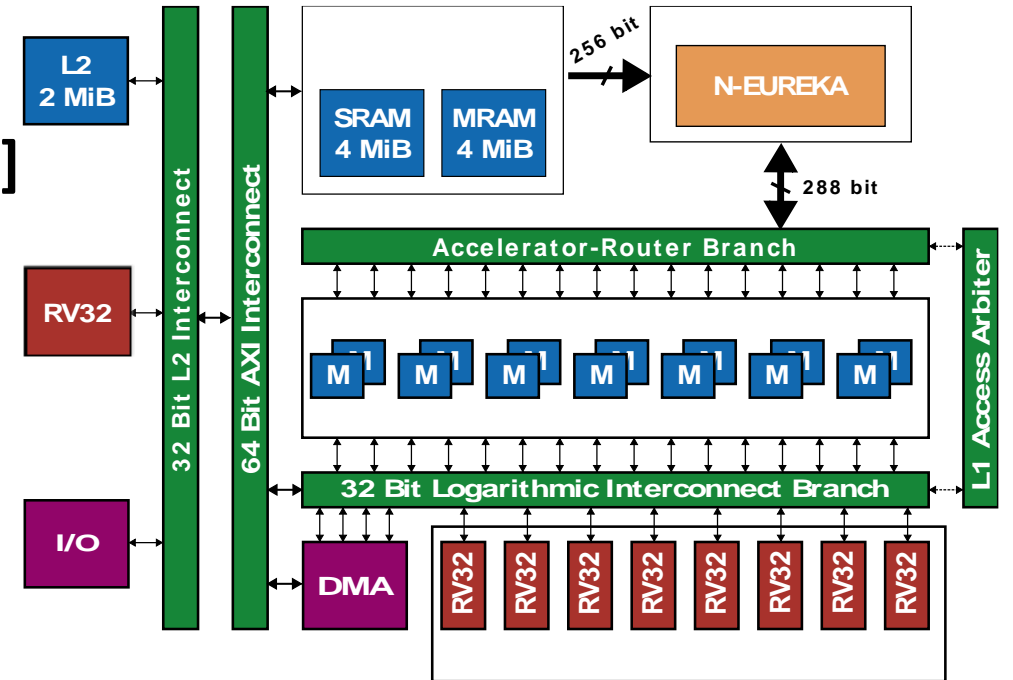 L2
2 MiB
]
RV32
I/O
32 Bit L2 Interconnect
64 Bit AXI Interconnect
SRAM
4 MiB
MRAM
4 MiB
256 bit
N-EUREKA
288 bit
Accelerator-Router Branch
M M
M M
M M
M M
M M
M M
M M
L1 Access Arbiter
32 Bit Logarithmic Interconnect Branch
DMA
RV32
RV32
RV32
RV32
RV32
RV32
RV32
RV32